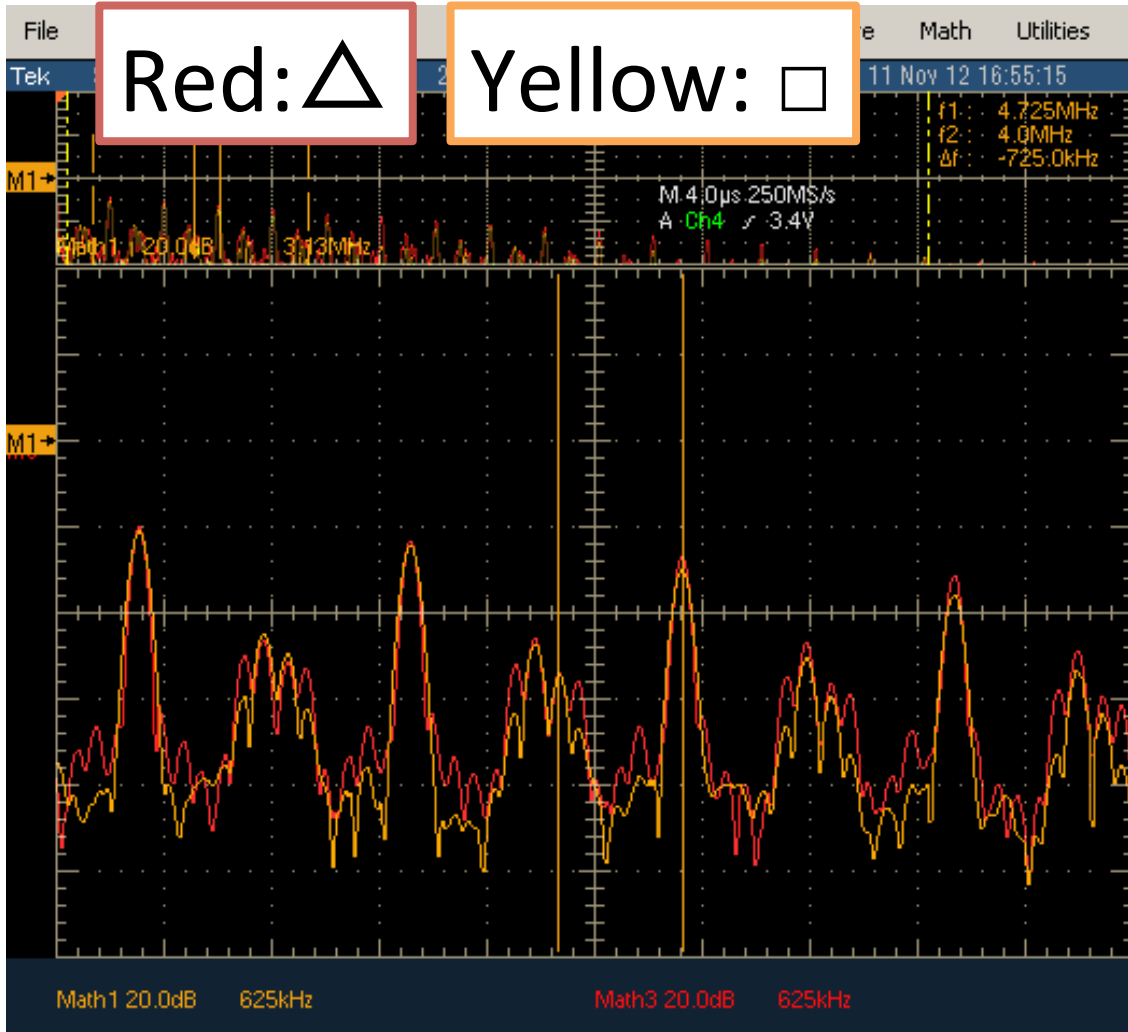 File
Math Utilities
Red: △
Yellow: □
Tek
11 Nov 12 16:55:15
f1 : 4.725MHz
f2 : 4.0MHz
Δf : -725.0kHz
M1
M 4.0µs 250MS/s
A Ch4 3.4V
Math1 20.0dB 3.13MHz
M1
Math1 20.0dB 625kHz
Math3 20.0dB 625kHz